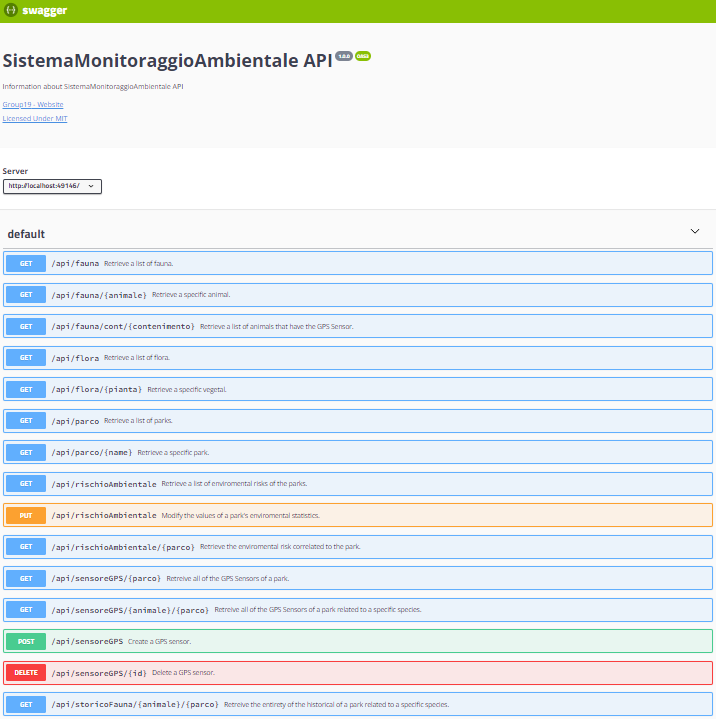 swagger
SistemaMonitoraggioAmbientale API 1.0.0 OAS3
Information about SistemaMonitoraggioAmbientale API
Group19 - Website
Licensed Under MIT
Server
http://localhost:49146/
default
GET /api/fauna Retrieve a list of fauna.
GET /api/fauna/{animale} Retrieve a specific animal.
GET /api/fauna/cont/{contenimento} Retrieve a list of animals that have the GPS Sensor.
GET /api/flora Retrieve a list of flora.
GET /api/flora/{pianta} Retrieve a specific vegetal.
GET /api/parco Retrieve a list of parks.
GET /api/parco/{name} Retrieve a specific park.
GET /api/rischioAmbientale Retrieve a list of enviromental risks of the parks.
PUT /api/rischioAmbientale Modify the values of a park's enviromental statistics.
GET /api/rischioAmbientale/{parco} Retrieve the enviromental risk correlated to the park.
GET /api/sensoreGPS/{parco} Retreive all of the GPS Sensors of a park.
GET /api/sensoreGPS/{animale}/{parco} Retreive all of the GPS Sensors of a park related to a specific species.
POST /api/sensoreGPS Create a GPS sensor.
DELETE /api/sensoreGPS/{id} Delete a GPS sensor.
GET /api/storicoFauna/{animale}/{parco} Retreive the entirety of the historical of a park related to a specific species.